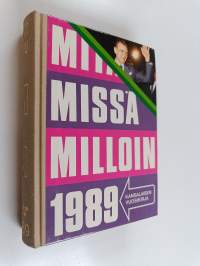 MITÄ
MISSÄ
MILLOIN
1989
KANSALAISEN
VUOSIKIRJA